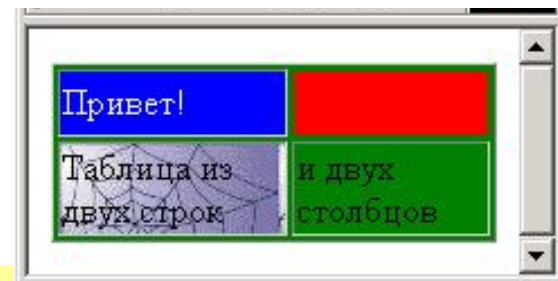 Привет!
Таблица из
двух строк
и двух
столбцов